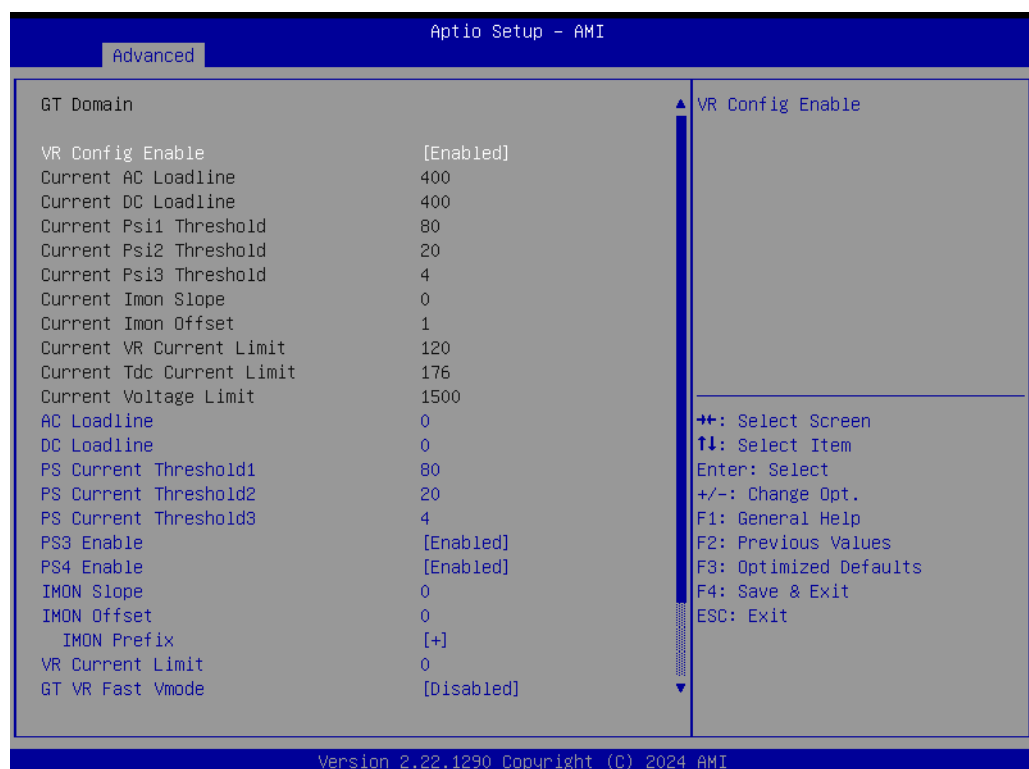 Aptio Setup – AMI
Advanced
GT Domain
VR Config Enable [Enabled]
Current AC Loadline 400
Current DC Loadline 400
Current Psi1 Threshold 80
Current Psi2 Threshold 20
Current Psi3 Threshold 4
Current Imon Slope 0
Current Imon Offset 1
Current VR Current Limit 120
Current Tdc Current Limit 176
Current Voltage Limit 1500
AC Loadline 0
DC Loadline 0
PS Current Threshold1 80
PS Current Threshold2 20
PS Current Threshold3 4
PS3 Enable [Enabled]
PS4 Enable [Enabled]
IMON Slope 0
IMON Offset 0
IMON Prefix [+]
VR Current Limit 0
GT VR Fast Vmode [Disabled]
VR Config Enable
→←: Select Screen
↑↓: Select Item
Enter: Select
+/-: Change Opt.
F1: General Help
F2: Previous Values
F3: Optimized Defaults
F4: Save & Exit
ESC: Exit
Version 2.22.1290 Copyright (C) 2024 AMI